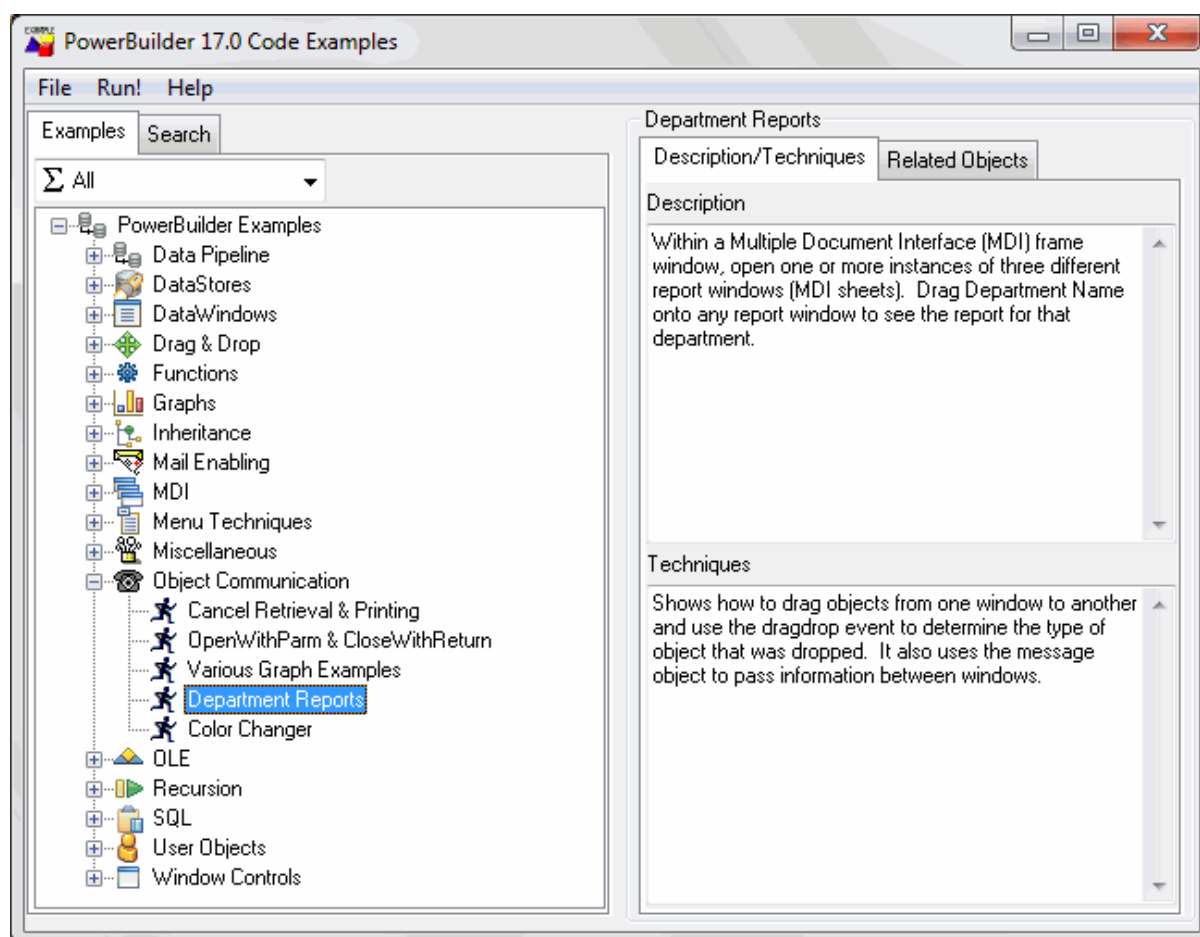 PowerBuilder 17.0 Code Examples
File Run! Help
Examples Search
Σ All
PowerBuilder Examples
Data Pipeline
DataStores
DataWindows
Drag & Drop
Functions
Graphs
Inheritance
Mail Enabling
MDI
Menu Techniques
Miscellaneous
Object Communication
Cancel Retrieval & Printing
OpenWithParm & CloseWithReturn
Various Graph Examples
Department Reports
Color Changer
OLE
Recursion
SQL
User Objects
Window Controls
Department Reports
Description/Techniques Related Objects
Description
Within a Multiple Document Interface (MDI) frame
window, open one or more instances of three different
report windows (MDI sheets). Drag Department Name
onto any report window to see the report for that
department.
Techniques
Shows how to drag objects from one window to another
and use the dragdrop event to determine the type of
object that was dropped. It also uses the message
object to pass information between windows.